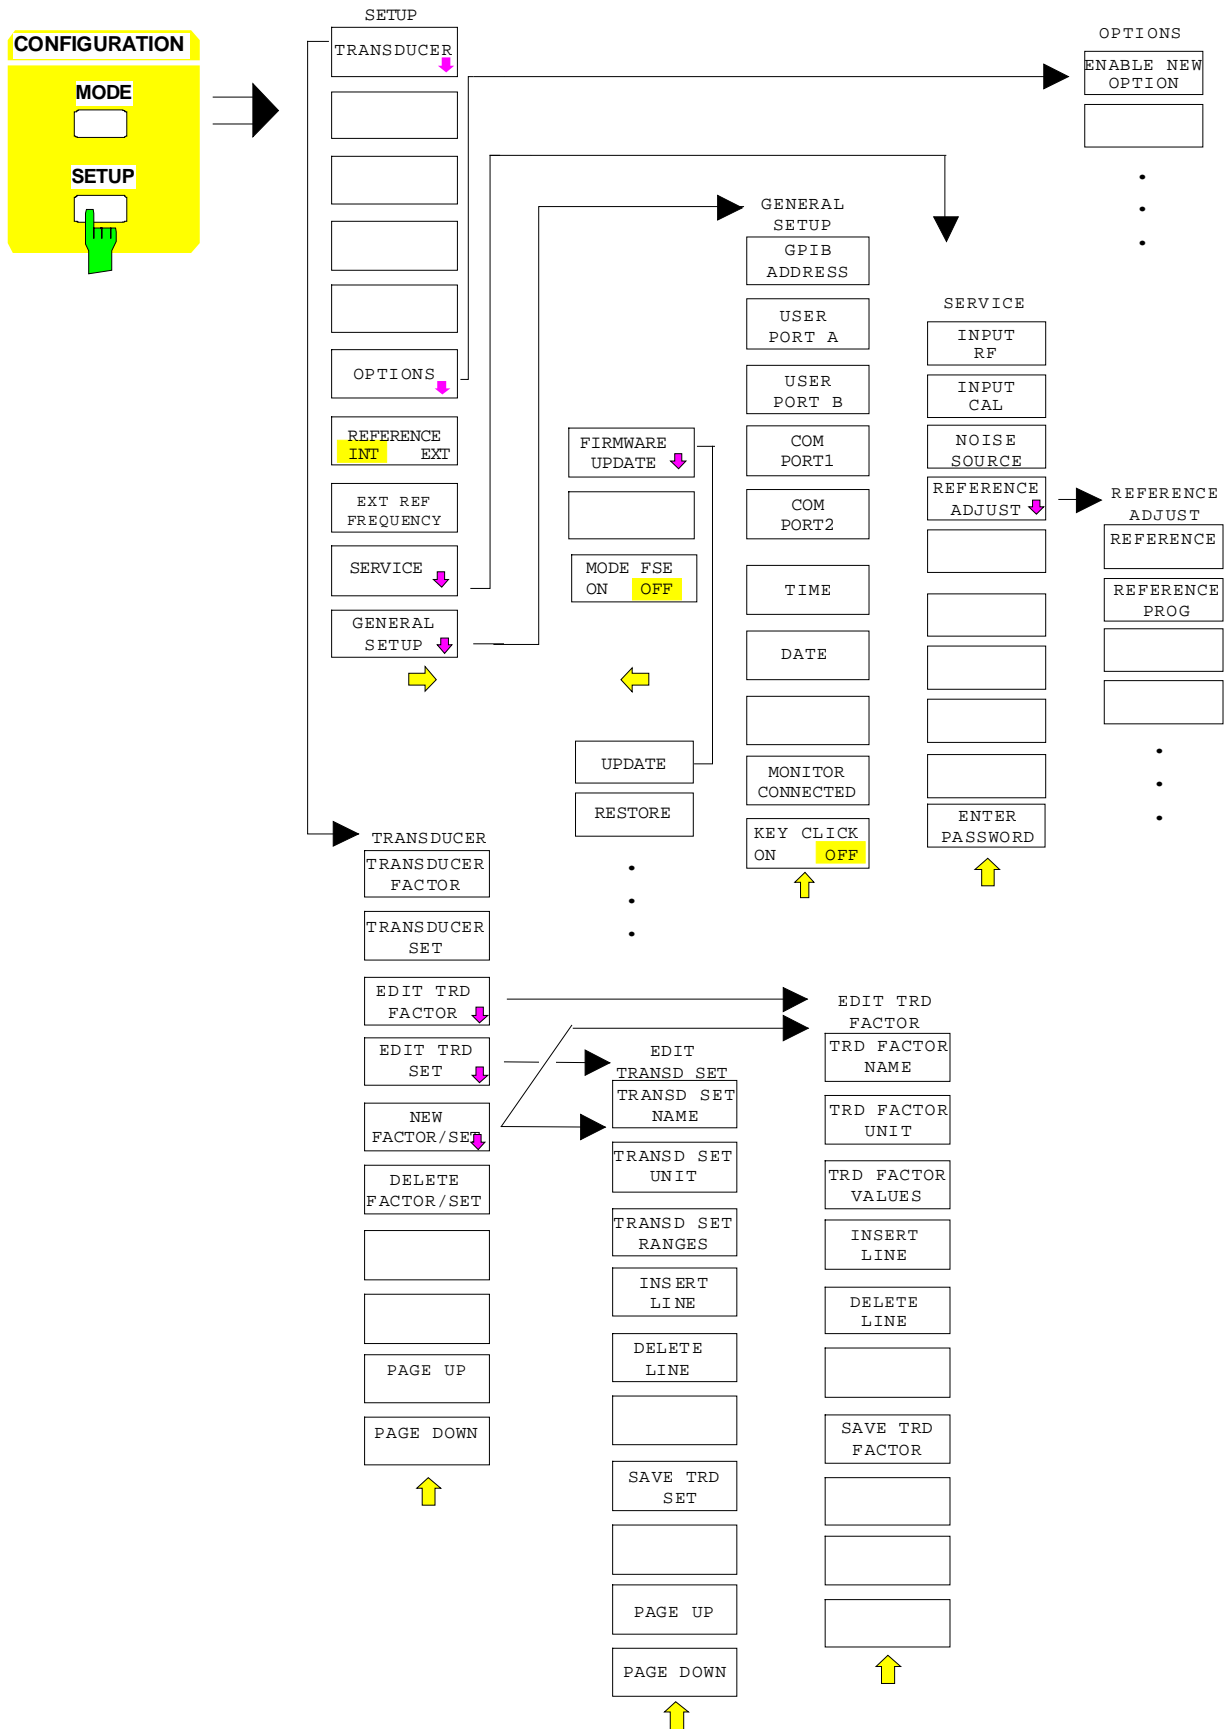 CONFIGURATION
MODE
SETUP
SETUP
TRANSDUCER
OPTIONS
REFERENCE
INT EXT
EXT REF
FREQUENCY
SERVICE
GENERAL
SETUP
FIRMWARE
UPDATE
MODE FSE
ON OFF
UPDATE
RESTORE
GENERAL
SETUP
GPIB
ADDRESS
USER
PORT A
USER
PORT B
COM
PORT1
COM
PORT2
TIME
DATE
MONITOR
CONNECTED
KEY CLICK
ON OFF
OPTIONS
ENABLE NEW
OPTION
SERVICE
INPUT
RF
INPUT
CAL
NOISE
SOURCE
REFERENCE
ADJUST
ENTER
PASSWORD
REFERENCE
ADJUST
REFERENCE
REFERENCE
PROG
TRANSDUCER
TRANSDUCER
FACTOR
TRANSDUCER
SET
EDIT TRD
FACTOR
EDIT TRD
SET
NEW
FACTOR/SET
DELETE
FACTOR/SET
PAGE UP
PAGE DOWN
EDIT
TRANSD SET
TRANSD SET
NAME
TRANSD SET
UNIT
TRANSD SET
RANGES
INSERT
LINE
DELETE
LINE
SAVE TRD
SET
PAGE UP
PAGE DOWN
EDIT TRD
FACTOR
TRD FACTOR
NAME
TRD FACTOR
UNIT
TRD FACTOR
VALUES
INSERT
LINE
DELETE
LINE
SAVE TRD
FACTOR